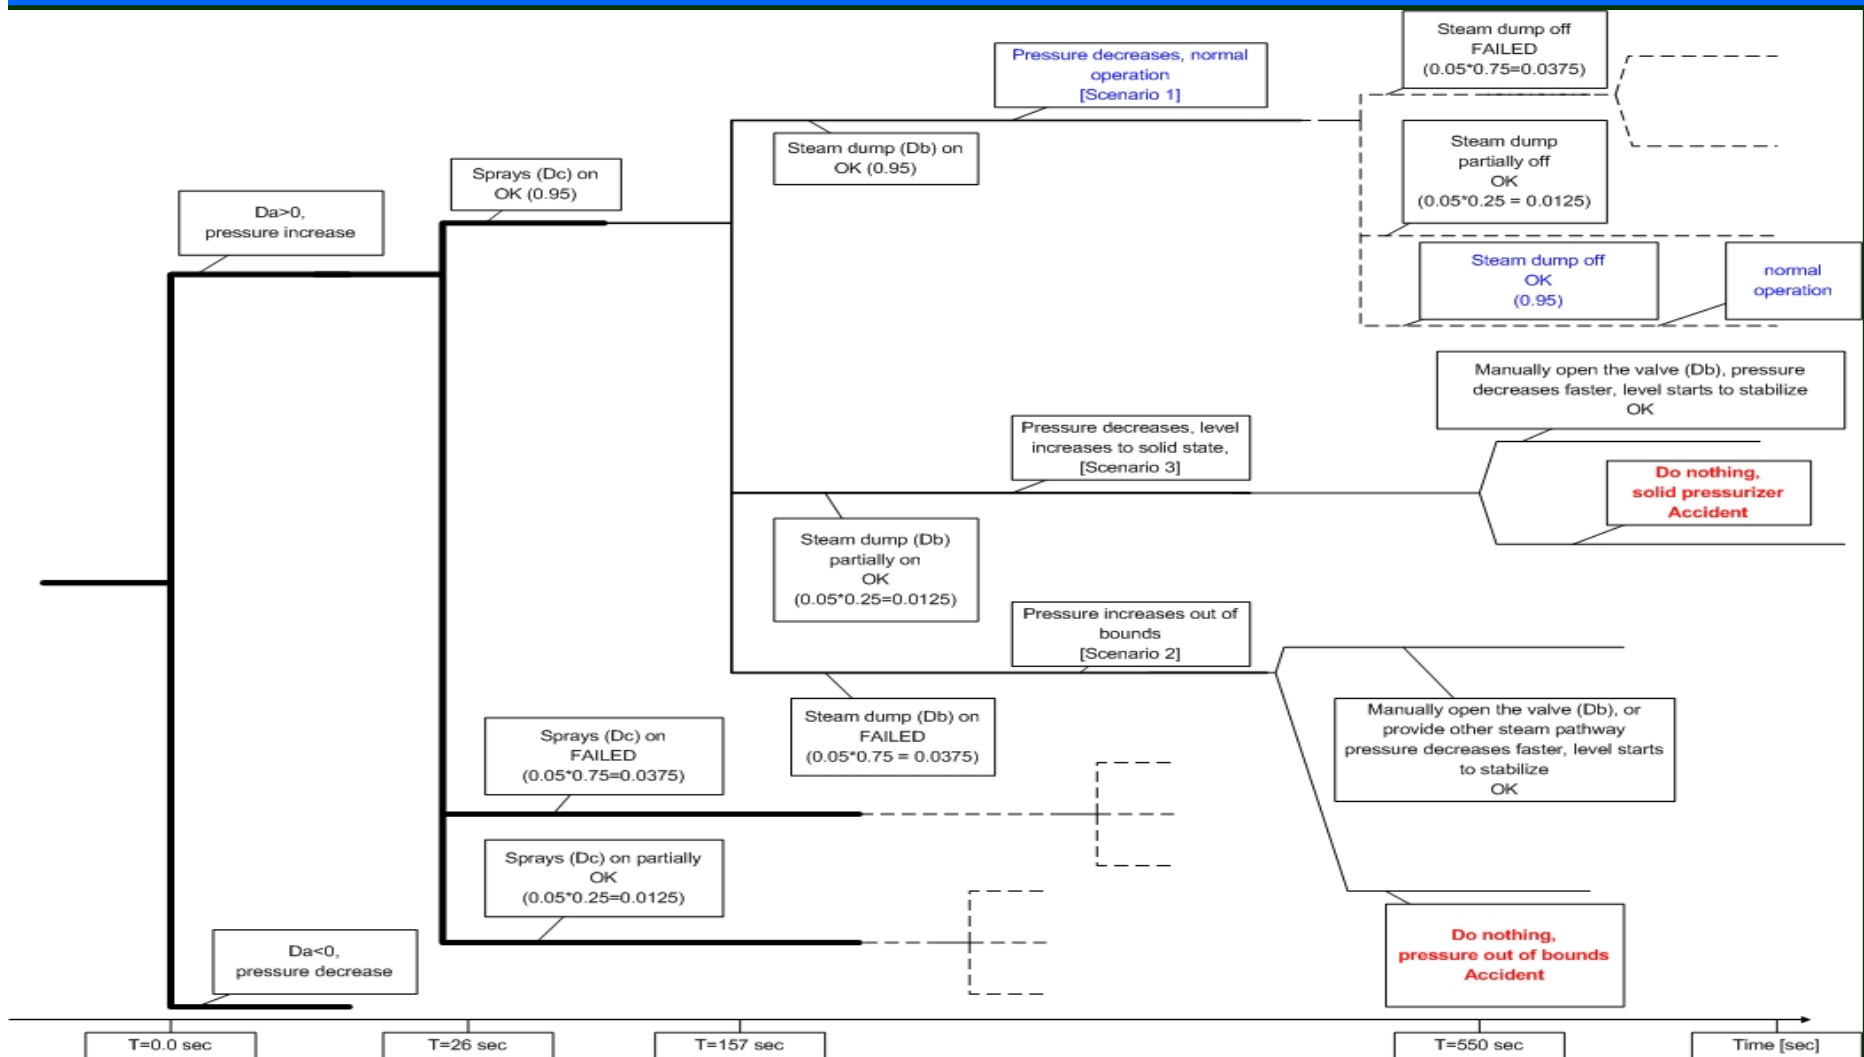 Steam dump off
FAILED
(0.05*0.75=0.0375)
Pressure decreases, normal
operation
[Scenario 1]
Steam dump (Db) on
OK (0.95)
Steam dump
partially off
OK
(0.05*0.25 = 0.0125)
Sprays (Dc) on
OK (0.95)
Da>0,
pressure increase
Steam dump off
OK
(0.95)
normal
operation
Manually open the valve (Db), pressure
decreases faster, level starts to stabilize
OK
Pressure decreases, level
increases to solid state,
[Scenario 3]
Do nothing,
solid pressurizer
Accident
Steam dump (Db)
partially on
OK
(0.05*0.25=0.0125)
Pressure increases out of
bounds
[Scenario 2]
Steam dump (Db) on
FAILED
(0.05*0.75 = 0.0375)
Manually open the valve (Db), or
provide other steam pathway
pressure decreases faster, level starts
to stabilize
OK
Sprays (Dc) on
FAILED
(0.05*0.75=0.0375)
Sprays (Dc) on partially
OK
(0.05*0.25=0.0125)
Da<0,
pressure decrease
Do nothing,
pressure out of bounds
Accident
T=0.0 sec
T=26 sec
T=157 sec
T=550 sec
Time [sec]